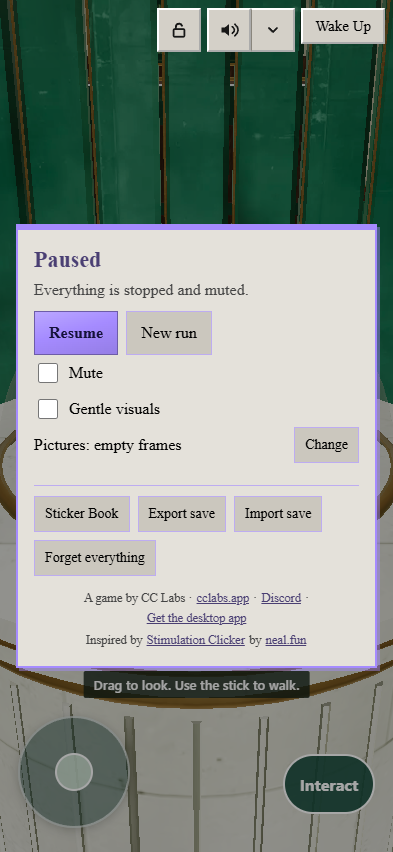 Wake Up
Paused
Everything is stopped and muted.
Resume
New run
Mute
Gentle visuals
Pictures: empty frames
Change
Sticker Book
Export save
Import save
Forget everything
A game by CC Labs · cclabs.app · Discord ·
Get the desktop app
Inspired by Stimulation Clicker by neal.fun
Drag to look. Use the stick to walk.
Interact